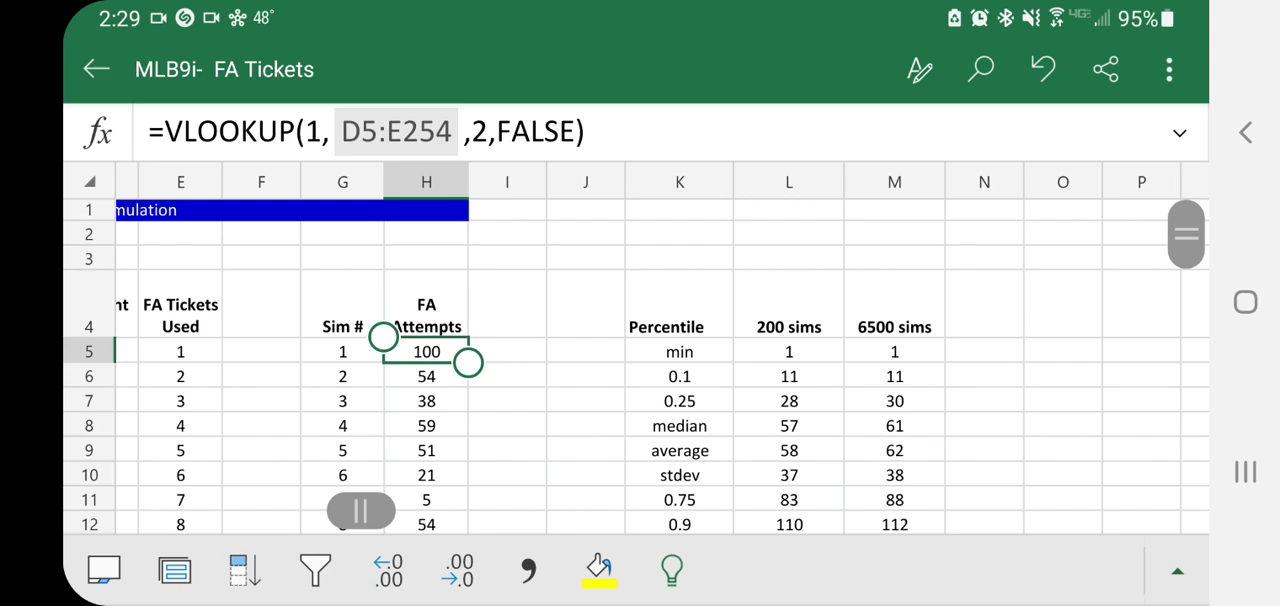 2:29 48° 4GE 95%
MLB9i- FA Tickets
fx =VLOOKUP(1, D5:E254 ,2,FALSE)
E F G H I J K L M N O P
1 mulation
2
3
nt FA Tickets FA
4 Used Sim # Attempts Percentile 200 sims 6500 sims
5 1 1 100 min 1 1
6 2 2 54 0.1 11 11
7 3 3 38 0.25 28 30
8 4 4 59 median 57 61
9 5 5 51 average 58 62
10 6 6 21 stdev 37 38
11 7 5 0.75 83 88
12 8 54 0.9 110 112
←.0 .00
.00 →.0